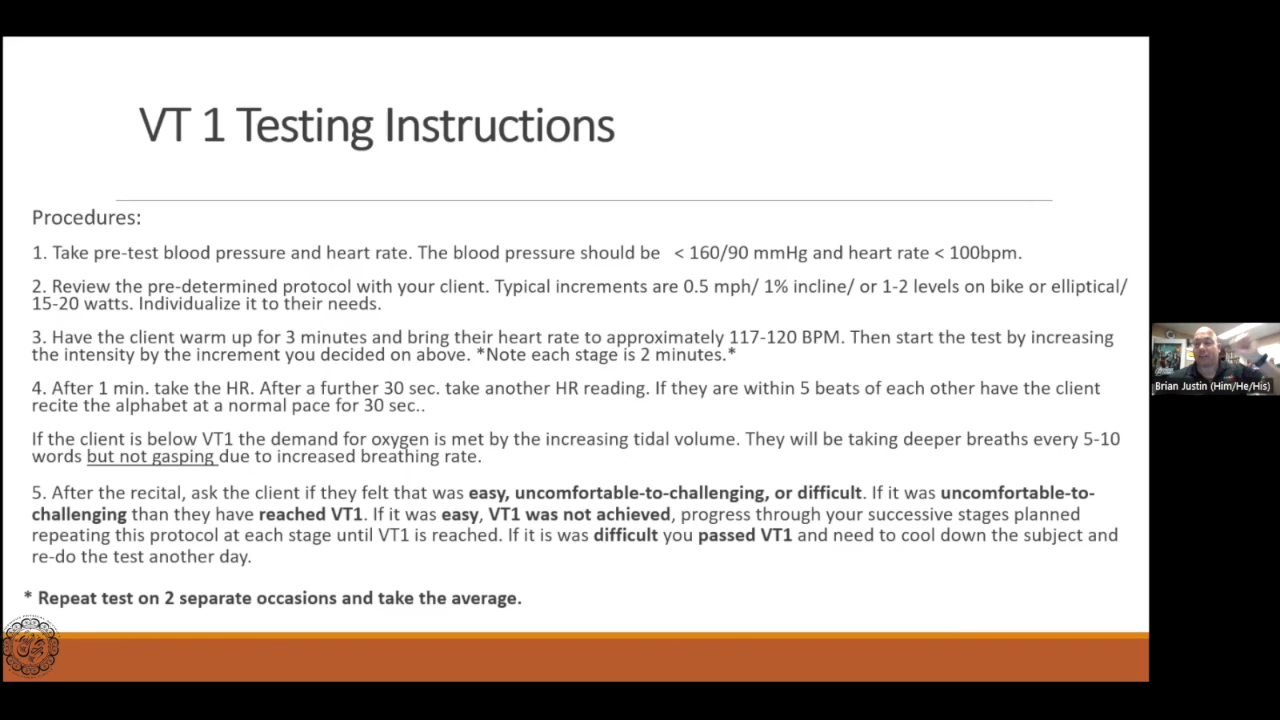 VT 1 Testing Instructions
Procedures:
1. Take pre-test blood pressure and heart rate. The blood pressure should be < 160/90 mmHg and heart rate < 100bpm.
2. Review the pre-determined protocol with your client. Typical increments are 0.5 mph/ 1% incline/ or 1-2 levels on bike or elliptical/
15-20 watts. Individualize it to their needs.
3. Have the client warm up for 3 minutes and bring their heart rate to approximately 117-120 BPM. Then start the test by increasing
the intensity by the increment you decided on above. *Note each stage is 2 minutes.*
4. After 1 min. take the HR. After a further 30 sec. take another HR reading. If they are within 5 beats of each other have the client
recite the alphabet at a normal pace for 30 sec..
If the client is below VT1 the demand for oxygen is met by the increasing tidal volume. They will be taking deeper breaths every 5-10
words but not gasping due to increased breathing rate.
5. After the recital, ask the client if they felt that was easy, uncomfortable-to-challenging, or difficult. If it was uncomfortable-to-
challenging than they have reached VT1. If it was easy, VT1 was not achieved, progress through your successive stages planned
repeating this protocol at each stage until VT1 is reached. If it is was difficult you passed VT1 and need to cool down the subject and
re-do the test another day.
* Repeat test on 2 separate occasions and take the average.
Brian Justin (Him/He/His)